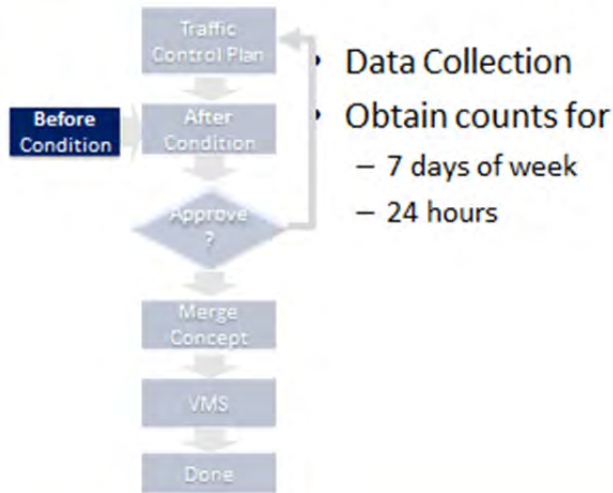 Traffic
Control Plan
Before
Condition
After
Condition
Approve
?
Merge
Concept
VMS
Done
• Data Collection
• Obtain counts for
– 7 days of week
– 24 hours